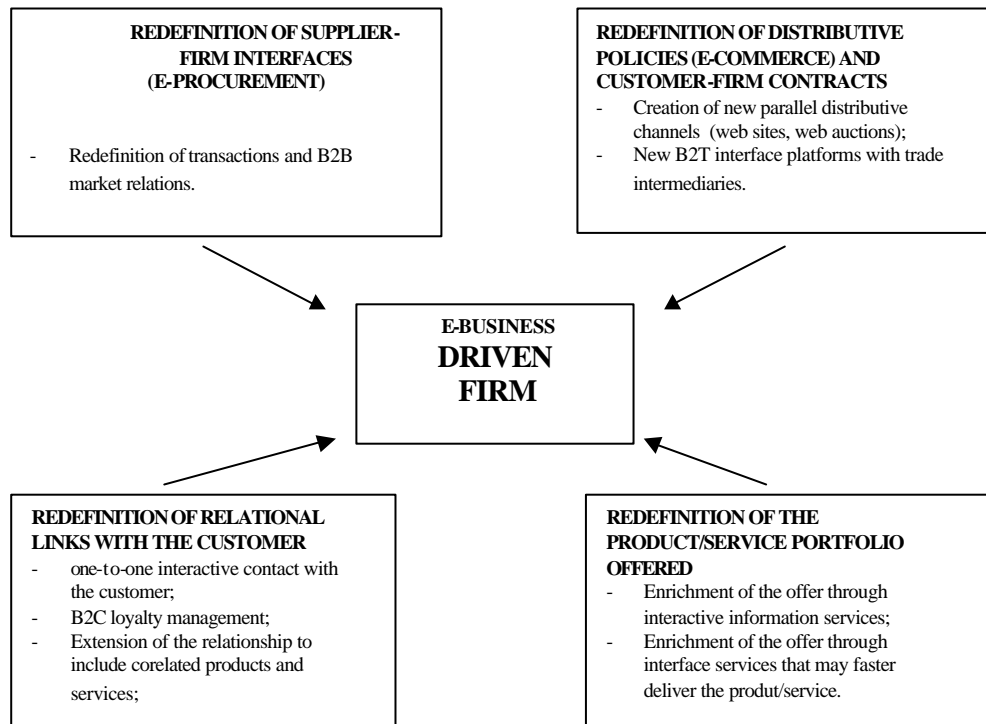 REDEFINITION OF SUPPLIER-
FIRM INTERFACES
(E-PROCUREMENT)
- Redefinition of transactions and B2B
market relations.
REDEFINITION OF DISTRIBUTIVE
POLICIES (E-COMMERCE) AND
CUSTOMER-FIRM CONTRACTS
- Creation of new parallel distributive
channels (web sites, web auctions);
- New B2T interface platforms with trade
intermediaries.
E-BUSINESS
DRIVEN
FIRM
REDEFINITION OF RELATIONAL
LINKS WITH THE CUSTOMER
- one-to-one interactive contact with
the customer;
- B2C loyalty management;
- Extension of the relationship to
include corelated products and
services;
REDEFINITION OF THE
PRODUCT/SERVICE PORTFOLIO
OFFERED
- Enrichment of the offer through
interactive information services;
- Enrichment of the offer through
interface services that may faster
deliver the produt/service.